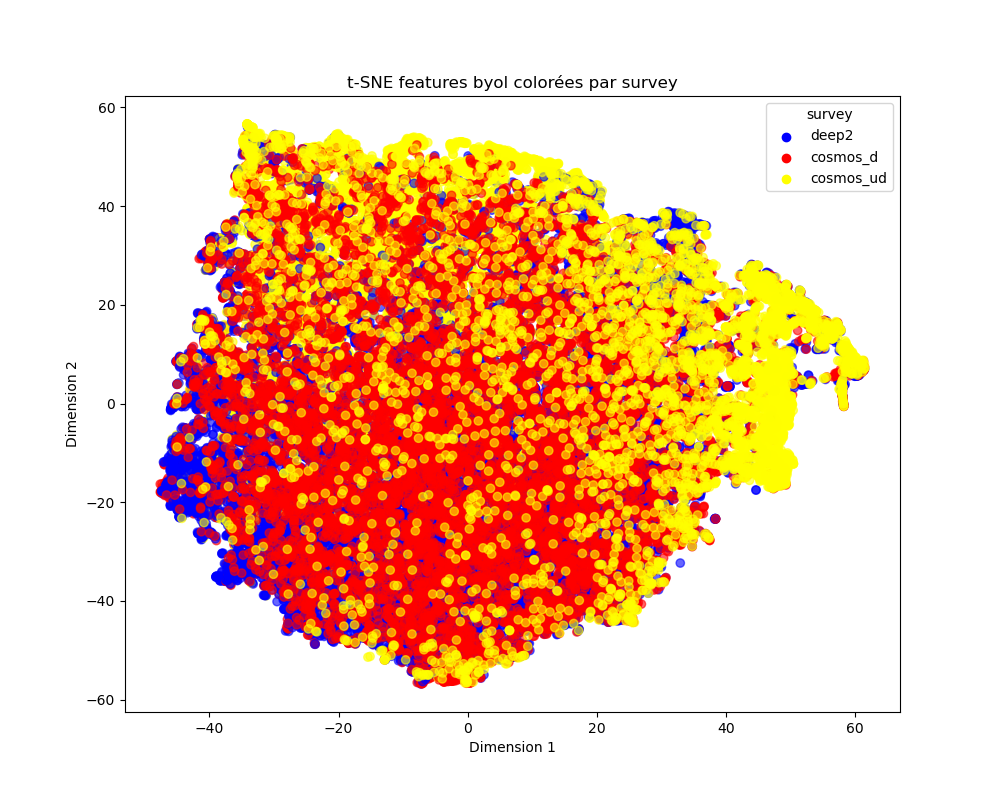 t-SNE features byol colorées par survey
survey
deep2
cosmos_d
cosmos_ud
60
40
20
0
−20
−40
−60
Dimension 2
−40
−20
0
20
40
60
Dimension 1